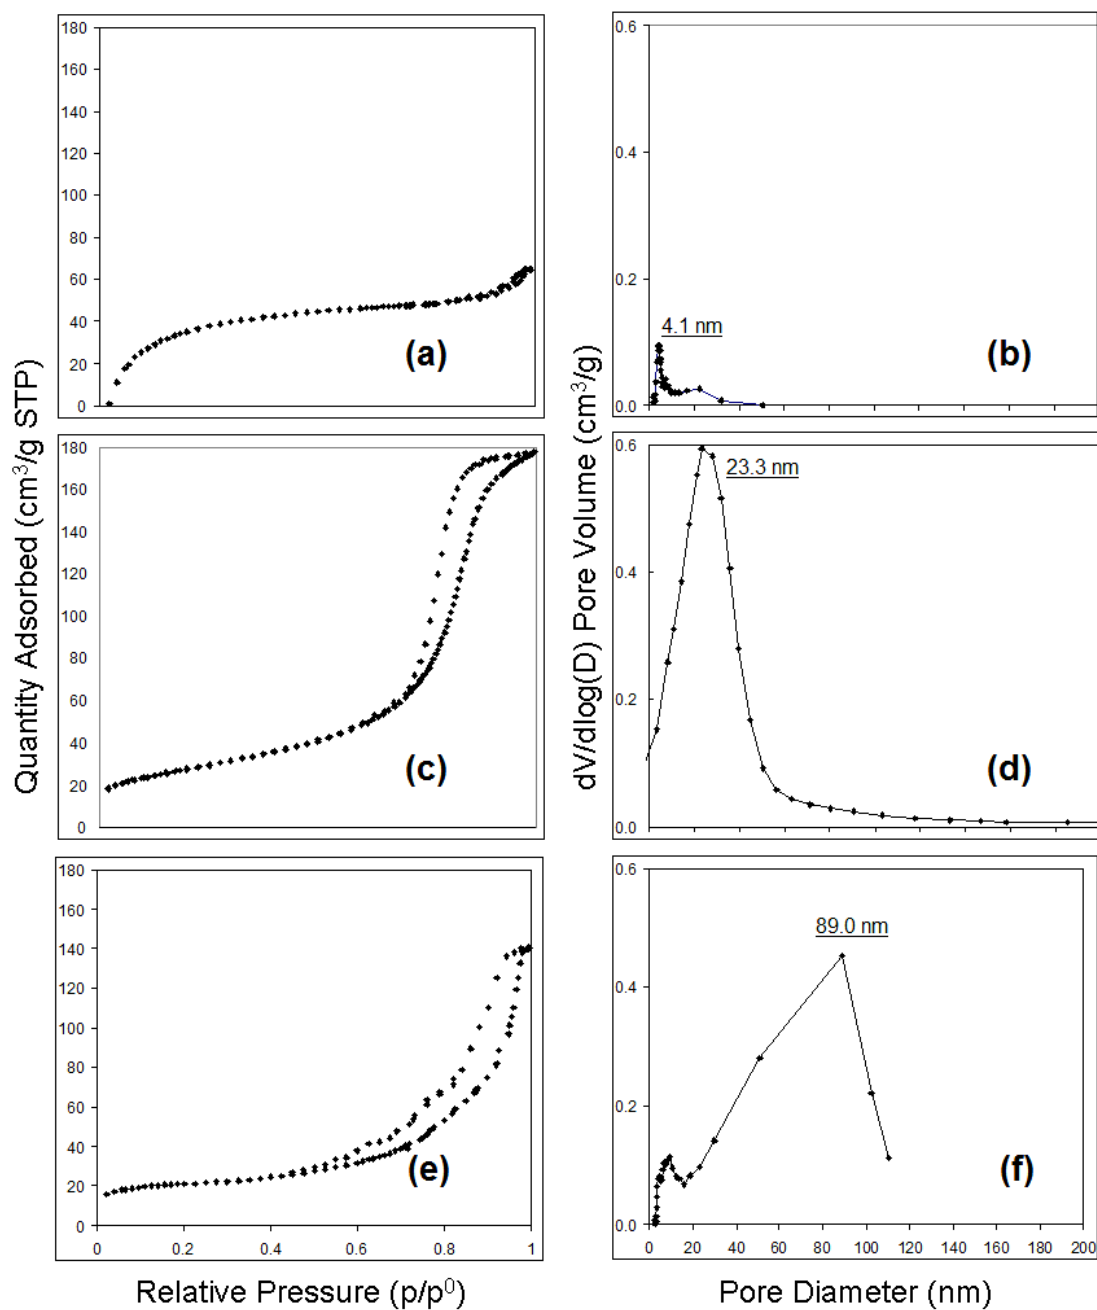 180
160
140
120
100
80
60
40
20
0
(a)
0.6
0.4
0.2
0.0
4.1 nm
(b)
180
160
140
120
100
80
60
40
20
0
(c)
0.6
0.4
0.2
0.0
23.3 nm
(d)
180
160
140
120
100
80
60
40
20
0
0 0.2 0.4 0.6 0.8 1
(e)
0.6
0.4
0.2
0.0
89.0 nm
(f)
0 20 40 60 80 100 120 140 160 180 200
Quantity Adsorbed (cm³/g STP)
dV/dlog(D) Pore Volume (cm³/g)
Relative Pressure (p/p⁰)
Pore Diameter (nm)